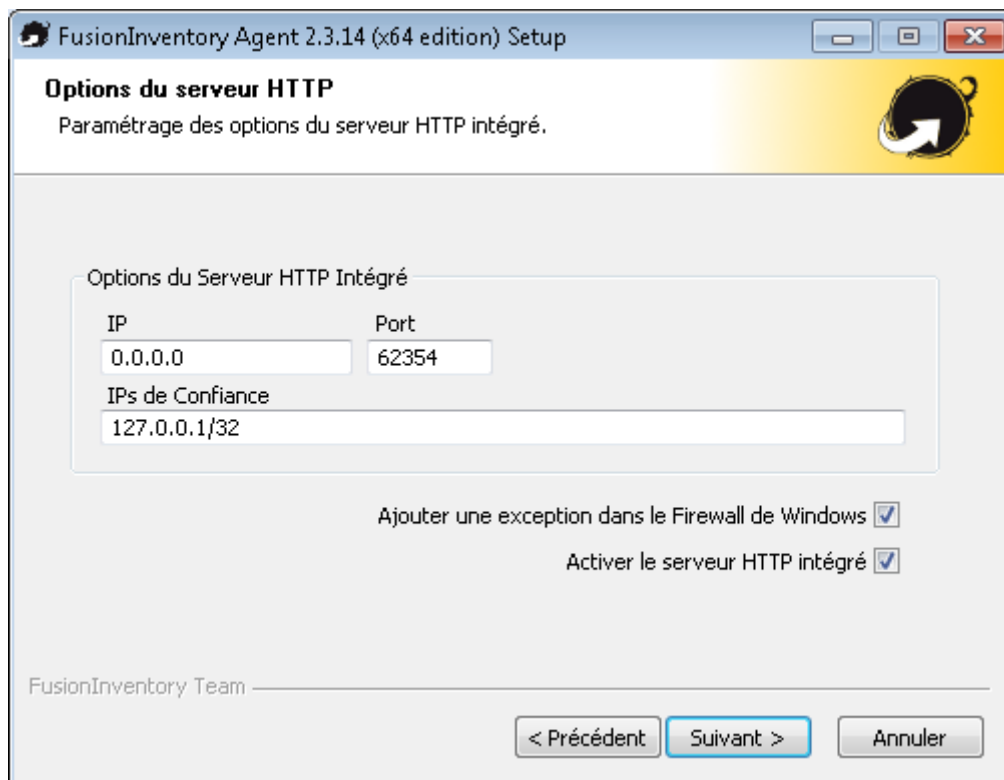 FusionInventory Agent 2.3.14 (x64 edition) Setup
Options du serveur HTTP
Paramétrage des options du serveur HTTP intégré.
Options du Serveur HTTP Intégré
IP Port
0.0.0.0 62354
IPs de Confiance
127.0.0.1/32
Ajouter une exception dans le Firewall de Windows
Activer le serveur HTTP intégré
FusionInventory Team
< Précédent Suivant > Annuler